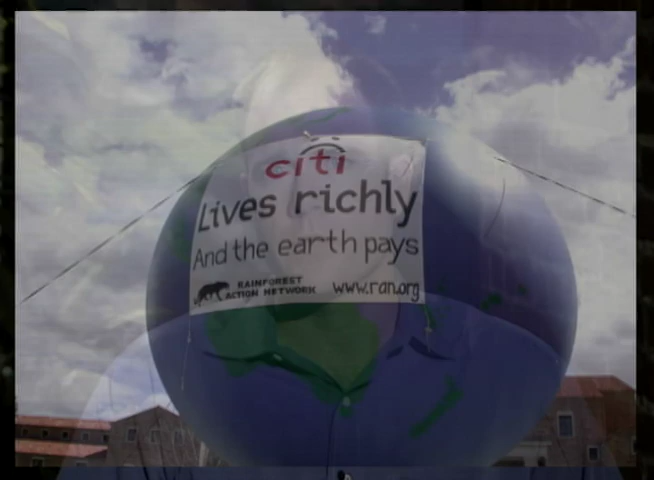 citi
Lives richly
And the earth pays
RAINFOREST
ACTION NETWORK www.ran.org